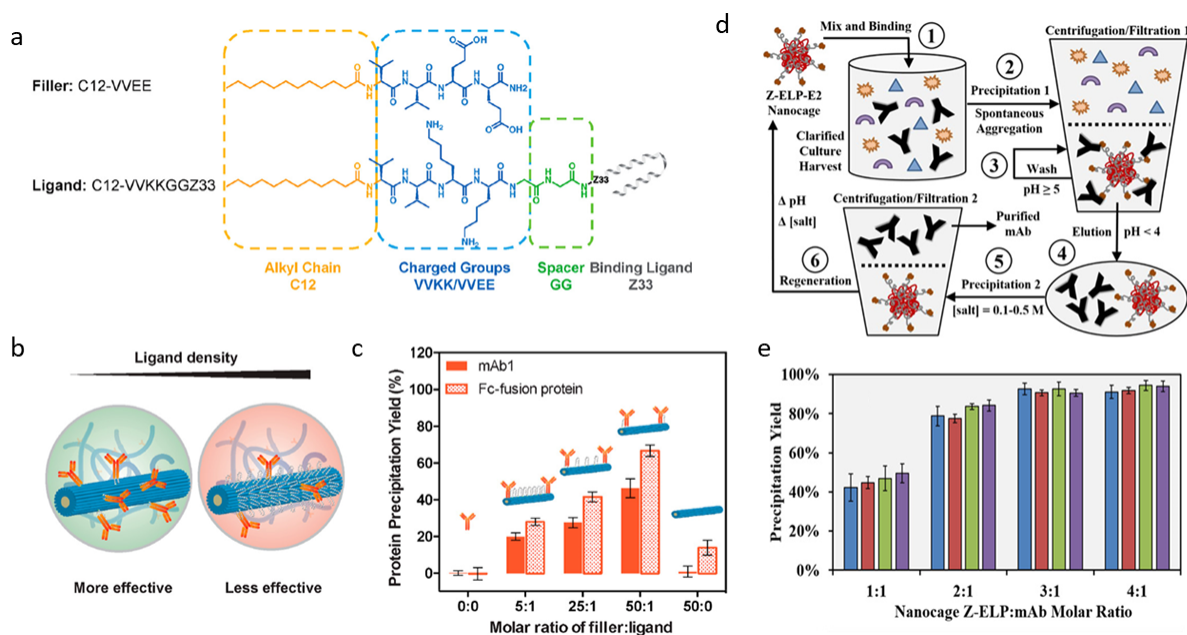 a
Filler: C12-VVEE
Ligand: C12-VVKKGGZ33
O
N
H
H
N
O
OH
NH2
NH2
OH
Z33
NH2
Alkyl Chain
C12
Charged Groups
VVKK/VVEE
Spacer
GG
Binding Ligand
Z33
b
Ligand density
More effective
Less effective
c
Protein Precipitation Yield (%)
120
100
80
60
40
20
0
mAb1
Fc-fusion protein
0:0
5:1
25:1
50:1
50:0
Molar ratio of filler:ligand
d
Mix and Binding
1
Z-ELP-E2
Nanocage
Clarified
Culture
Harvest
2
Precipitation 1
Spontaneous
Aggregation
Centrifugation/Filtration 1
3
Wash
pH ≥ 5
Elution
pH < 4
4
5
Precipitation 2
[salt] = 0.1-0.5 M
Centrifugation/Filtration 2
Purified
mAb
Δ pH
Δ [salt]
6
Regeneration
e
Precipitation Yield
100%
80%
60%
40%
20%
0%
1:1
2:1
3:1
4:1
Nanocage Z-ELP:mAb Molar Ratio